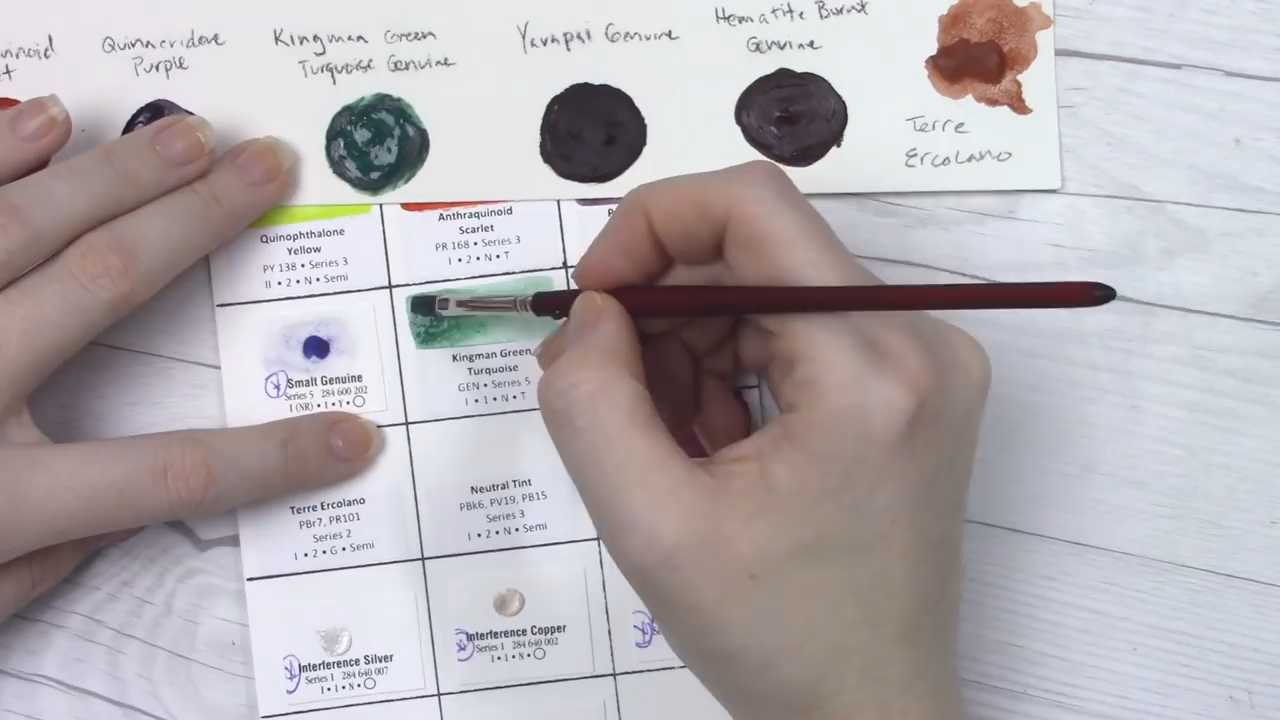 Quinacridone
Purple
Kingman Green
Turquoise Genuine
Yavapai Genuine
Hematite Burnt
Genuine
Terre
Ercolano
Quinophthalone
Yellow
PY 138 • Series 3
II • 2 • N • Semi
Anthraquinoid
Scarlet
PR 168 • Series 3
I • 2 • N • T
Smalt Genuine
Series 5 284 600 202
I (NR) • 1 • Y •
Kingman Green
Turquoise
GEN • Series 5
I • 1 • N • T
Terre Ercolano
PBr7, PR101
Series 2
I • 2 • G • Semi
Neutral Tint
PBk6, PV19, PB15
Series 3
I • 2 • N • Semi
Interference Silver
Series 1 284 640 007
I • 1 • N •
Interference Copper
Series 1 284 640 002
I • 1 • N •